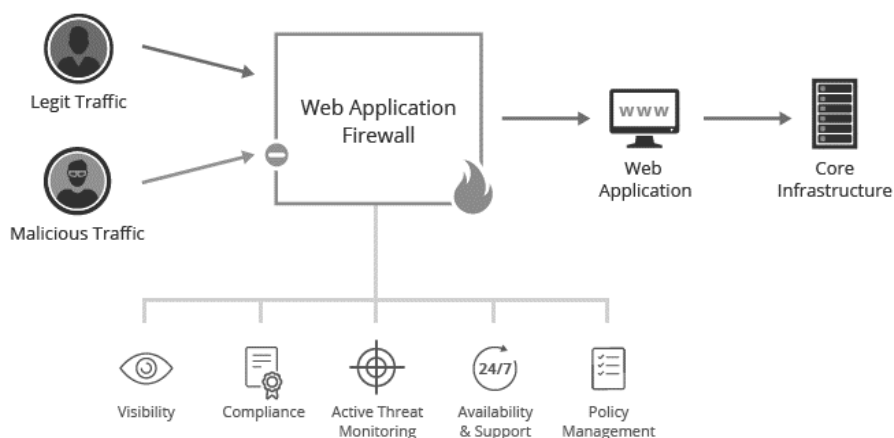 Legit Traffic
Malicious Traffic
Web Application
Firewall
www
Web
Application
Core
Infrastructure
Visibility
Compliance
Active Threat
Monitoring
24/7
Availability
& Support
Policy
Management